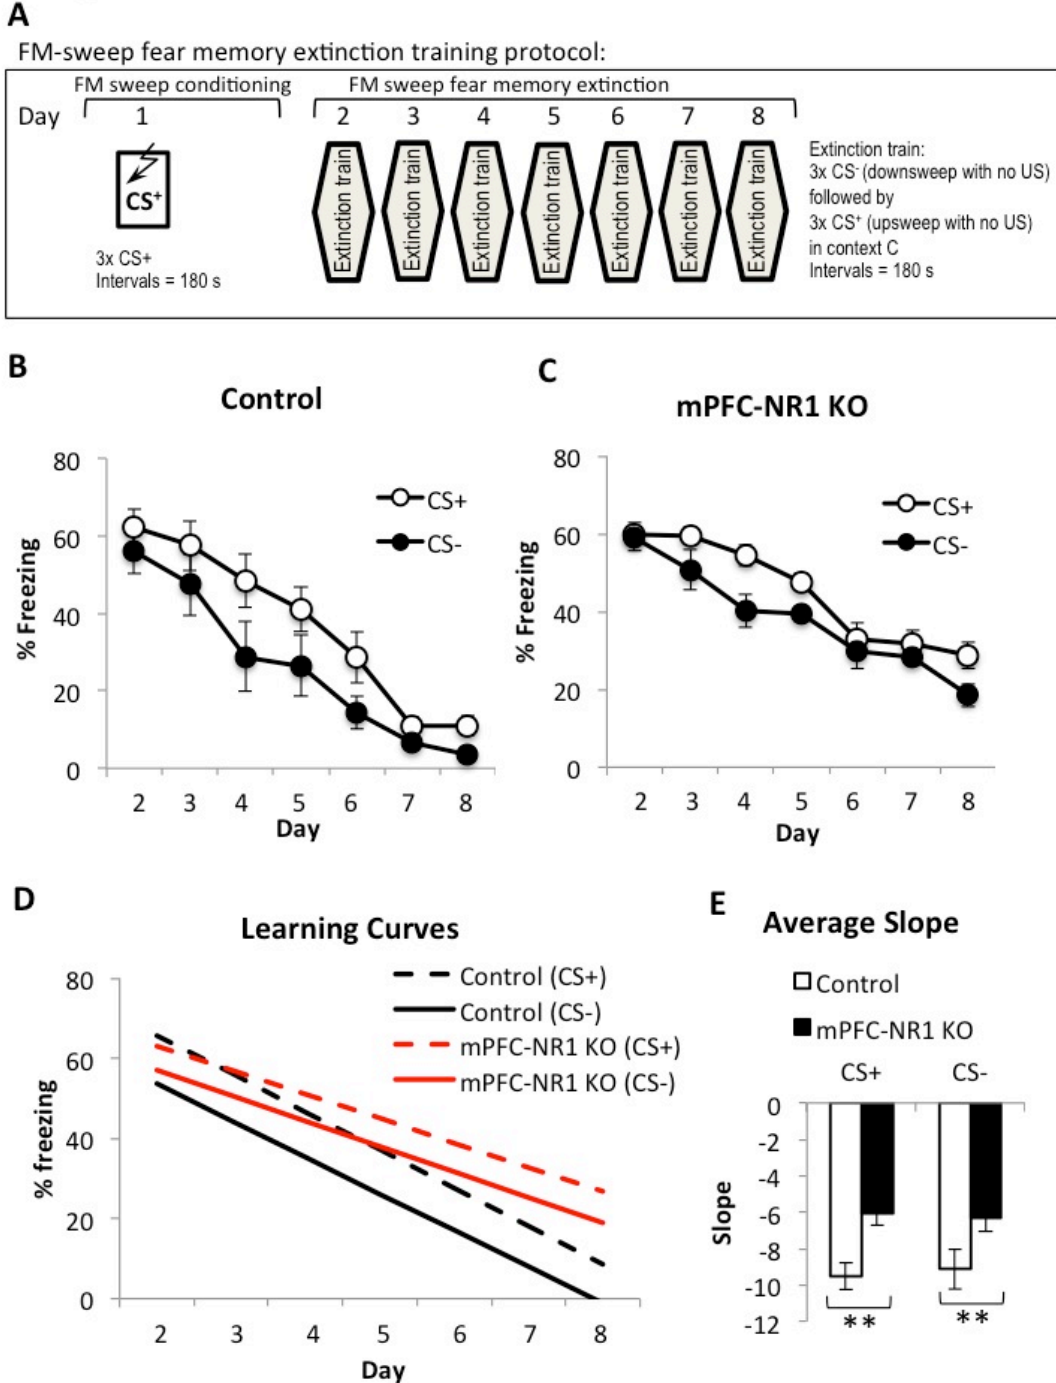 A
FM-sweep fear memory extinction training protocol:
FM sweep conditioning FM sweep fear memory extinction
Day 1 2 3 4 5 6 7 8
CS+
3x CS+
Intervals = 180 s
Extinction train
Extinction train
Extinction train
Extinction train
Extinction train
Extinction train
Extinction train
Extinction train:
3x CS- (downsweep with no US)
followed by
3x CS+ (upsweep with no US)
in context C
Intervals = 180 s
B
Control
80
60
40
20
0
% Freezing
CS+
CS-
2 3 4 5 6 7 8
Day
C
mPFC-NR1 KO
80
60
40
20
0
% Freezing
CS+
CS-
2 3 4 5 6 7 8
Day
D
Learning Curves
80
60
40
20
0
% freezing
Control (CS+)
Control (CS-)
mPFC-NR1 KO (CS+)
mPFC-NR1 KO (CS-)
2 3 4 5 6 7 8
Day
E
Average Slope
Control
mPFC-NR1 KO
CS+ CS-
0
-2
-4
-6
-8
-10
-12
Slope
** **